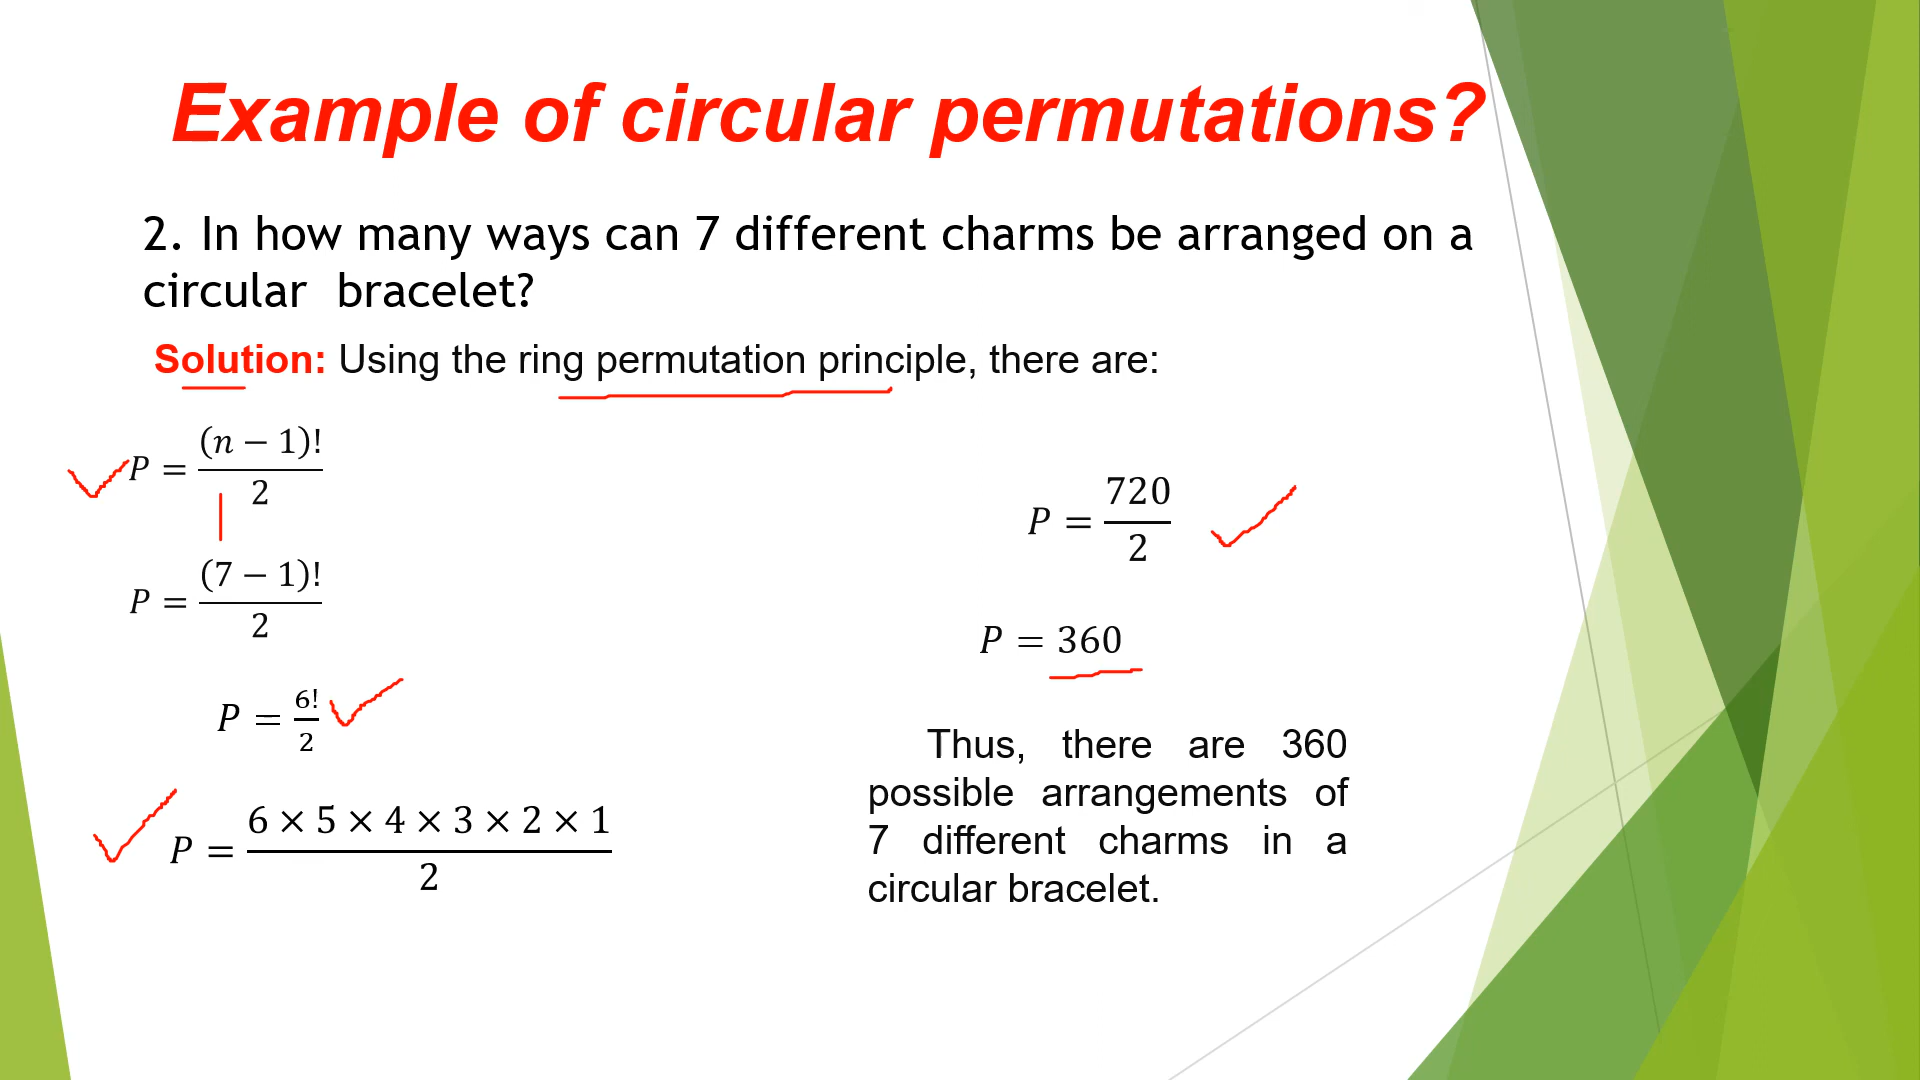 Example of circular permutations?
2. In how many ways can 7 different charms be arranged on a
circular bracelet?
Solution: Using the ring permutation principle, there are:
P = (n − 1)!/2
P = (7 − 1)!/2
P = 6!/2
P = 6 × 5 × 4 × 3 × 2 × 1/2
P = 720/2
P = 360
Thus, there are 360
possible arrangements of
7 different charms in a
circular bracelet.